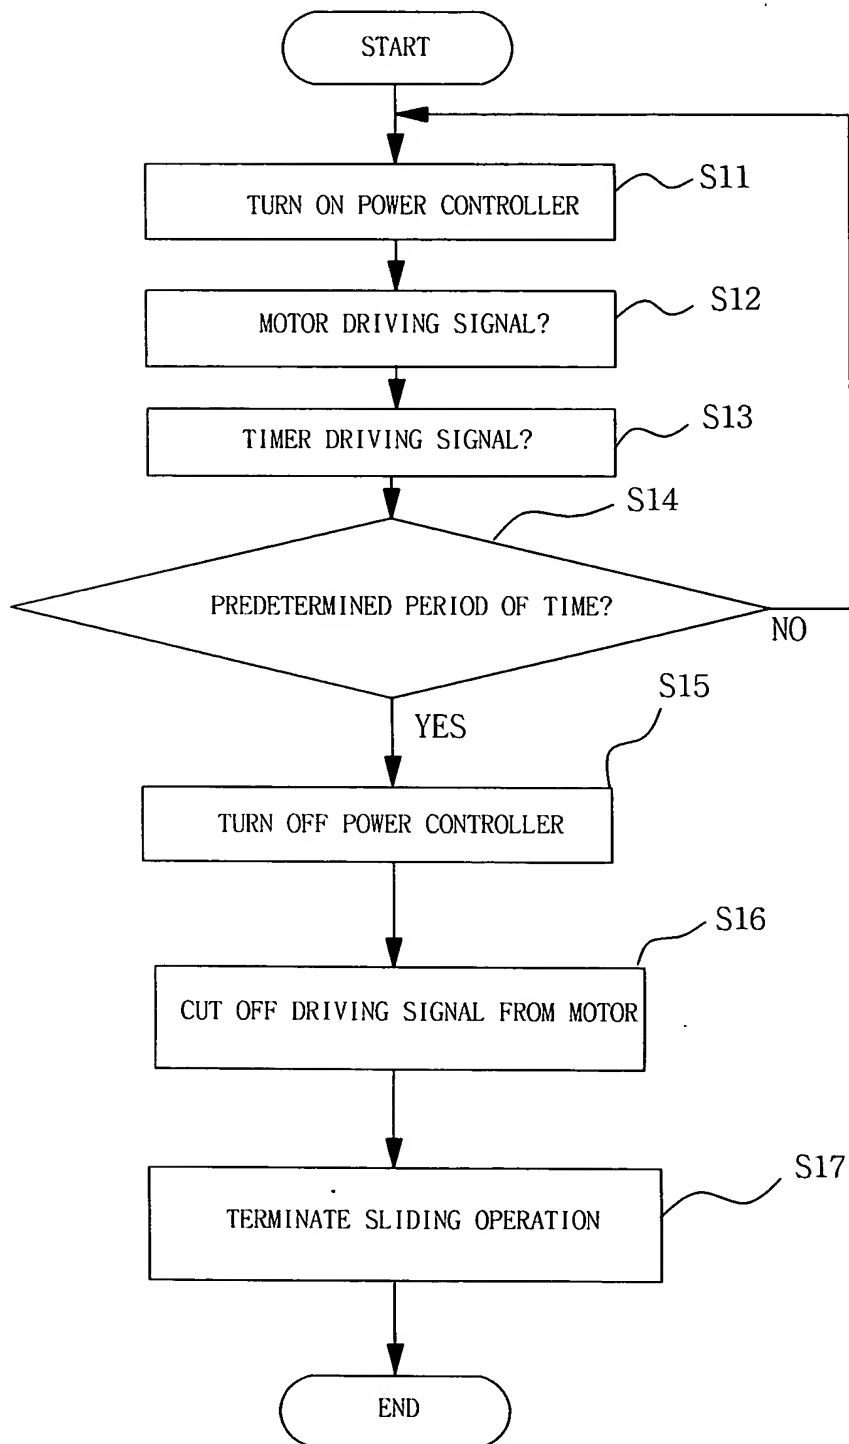 START
TURN ON POWER CONTROLLER
S11
MOTOR DRIVING SIGNAL?
S12
TIMER DRIVING SIGNAL?
S13
S14
PREDETERMINED PERIOD OF TIME?
NO
YES
S15
TURN OFF POWER CONTROLLER
S16
CUT OFF DRIVING SIGNAL FROM MOTOR
S17
TERMINATE SLIDING OPERATION
END